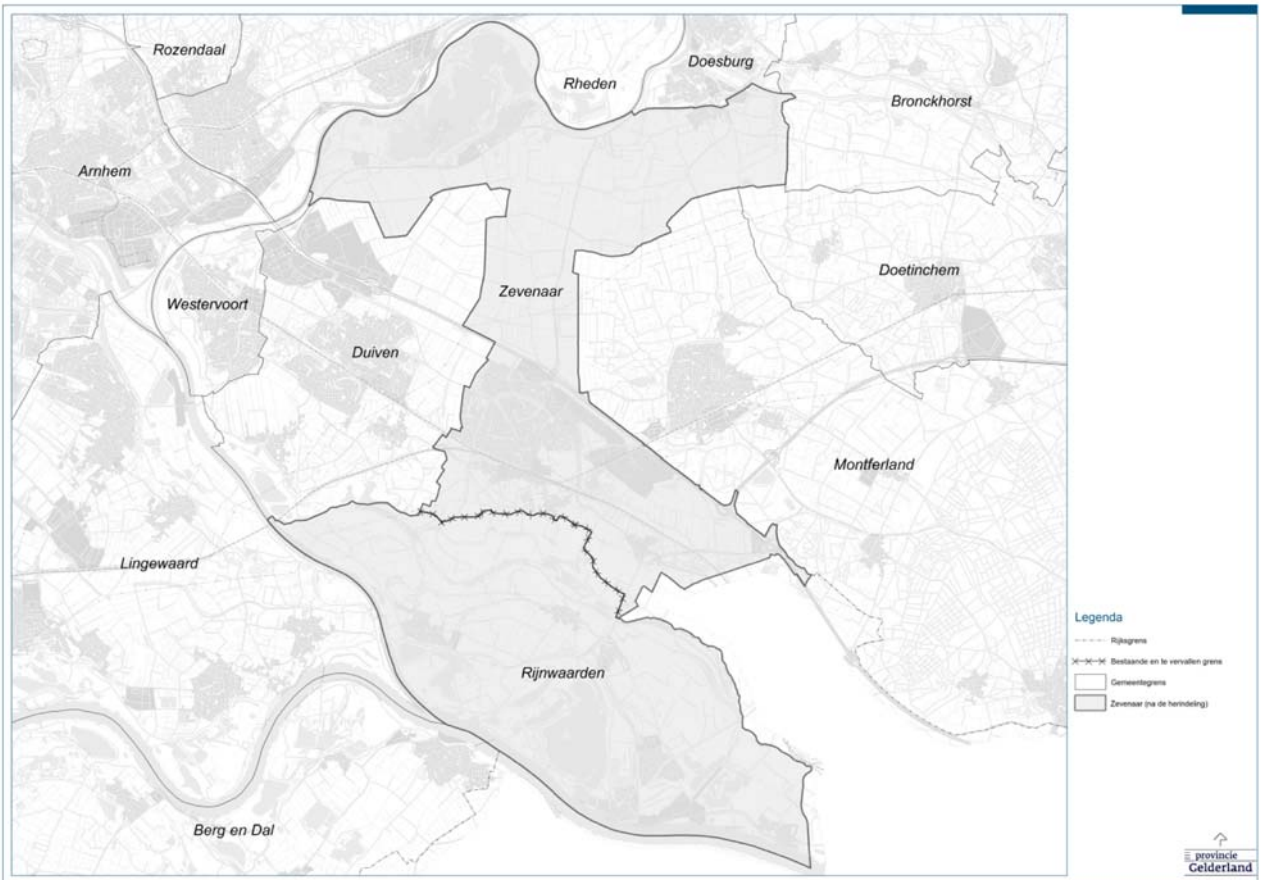 Rozendaal
Rheden
Doesburg
Bronckhorst
Arnhem
Westervoort
Zevenaar
Doetinchem
Duiven
Montferland
Lingewaard
Rijnwaarden
Berg en Dal
Legenda
Rijksgrens
Bestaande en te vervallen grens
Gemeentegrens
Zevenaar (na de herindeling)
provincie
Gelderland